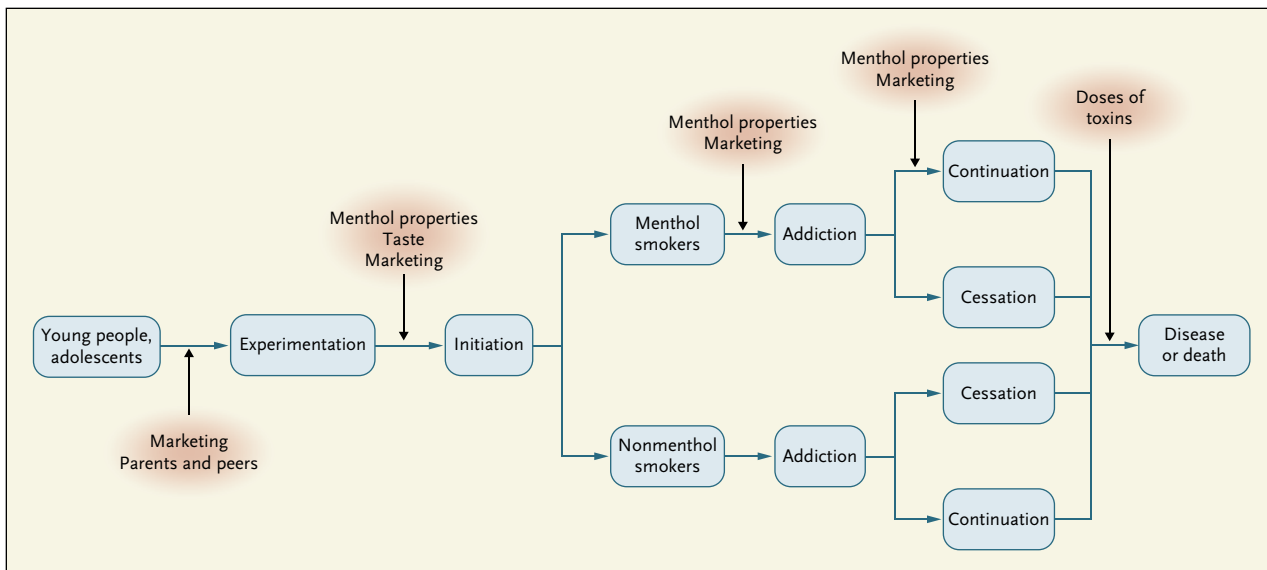 Menthol properties
Marketing
Doses of
toxins
Menthol properties
Marketing
Continuation
Menthol properties
Taste
Marketing
Menthol
smokers
Addiction
Cessation
Young people,
adolescents
Experimentation
Initiation
Disease
or death
Cessation
Marketing
Parents and peers
Nonmenthol
smokers
Addiction
Continuation